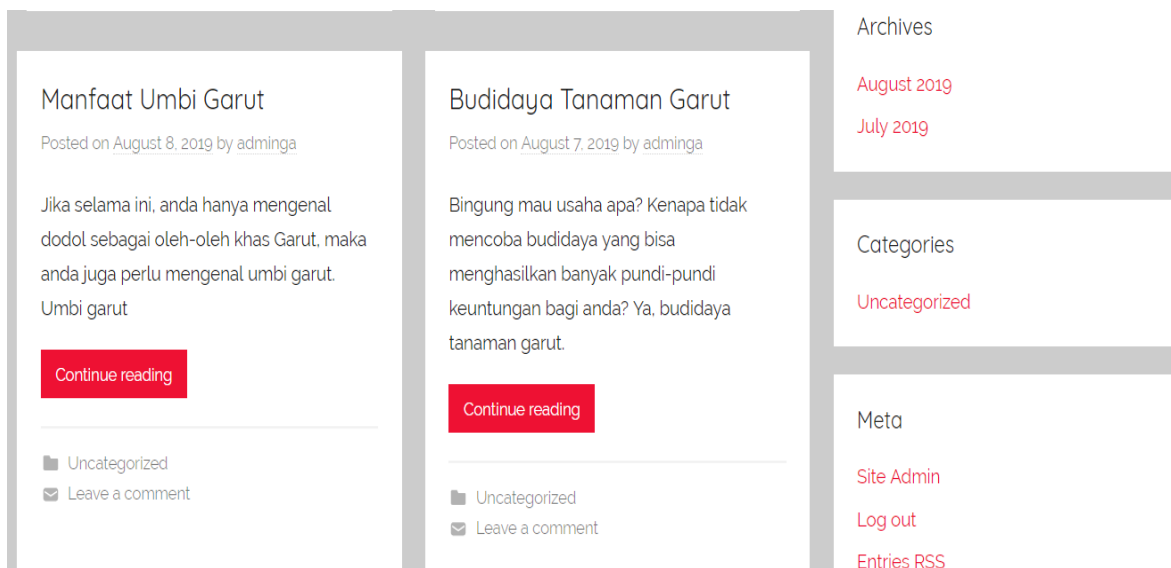 Manfaat Umbi Garut
Posted on August 8, 2019 by adminga
Jika selama ini, anda hanya mengenal
dodol sebagai oleh-oleh khas Garut, maka
anda juga perlu mengenal umbi garut.
Umbi garut
Continue reading
Uncategorized
Leave a comment
Budidaya Tanaman Garut
Posted on August 7, 2019 by adminga
Bingung mau usaha apa? Kenapa tidak
mencoba budidaya yang bisa
menghasilkan banyak pundi-pundi
keuntungan bagi anda? Ya, budidaya
tanaman garut.
Continue reading
Uncategorized
Leave a comment
Archives
August 2019
July 2019
Categories
Uncategorized
Meta
Site Admin
Log out
Entries RSS